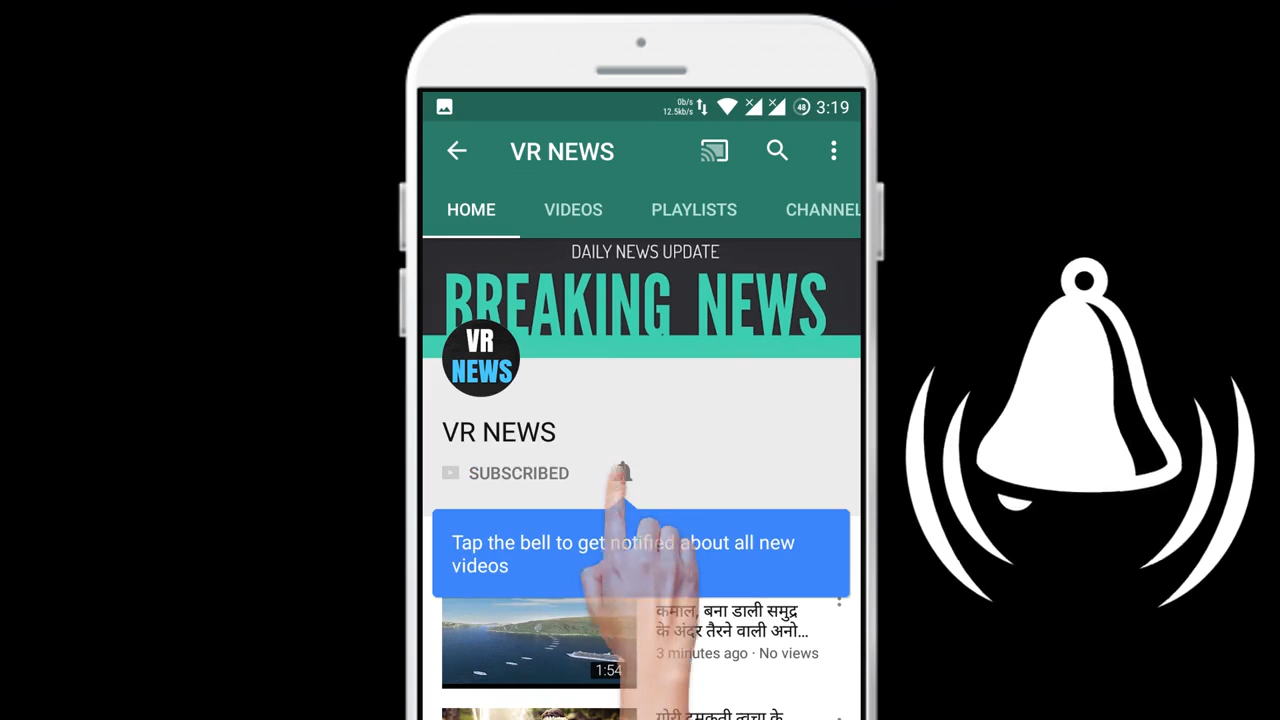 0b/s
12.5kb/s
48
3:19
VR NEWS
HOME VIDEOS PLAYLISTS CHANNEL
DAILY NEWS UPDATE
BREAKING NEWS
VR
NEWS
VR NEWS
SUBSCRIBED
Tap the bell to get notified about all new
videos
कमाल, बना डाली समुद्र
के अंदर तैरने वाली अनो...
3 minutes ago · No views
1:54